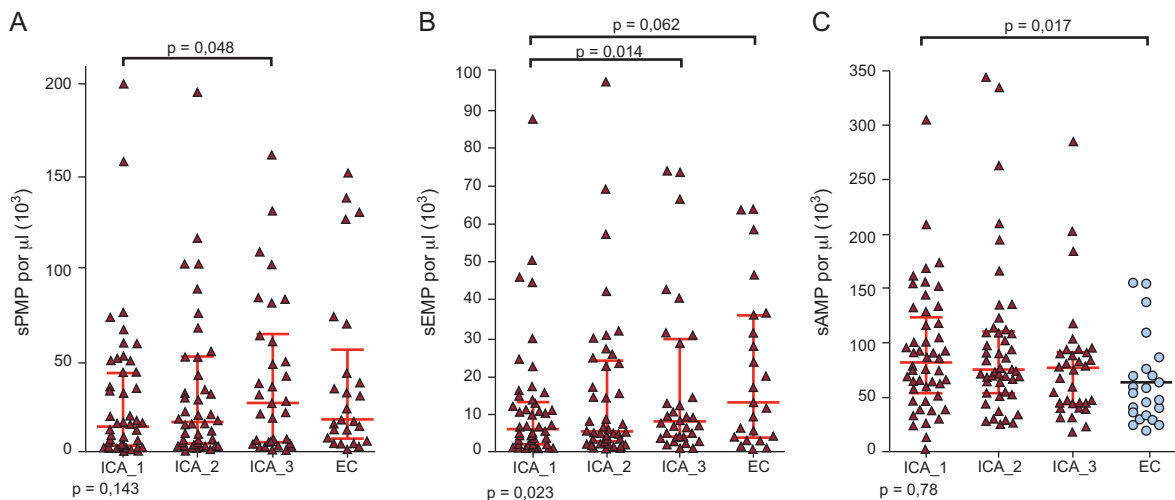 A
p = 0,048
sPMP por µl (10³)
200
150
100
50
0
ICA_1 ICA_2 ICA_3 EC
p = 0,143
B
p = 0,062
p = 0,014
sEMP por µl (10³)
100
90
80
70
60
50
40
30
20
10
0
ICA_1 ICA_2 ICA_3 EC
p = 0,023
C
p = 0,017
sAMP por µl (10³)
350
300
250
200
150
100
50
0
ICA_1 ICA_2 ICA_3 EC
p = 0,78